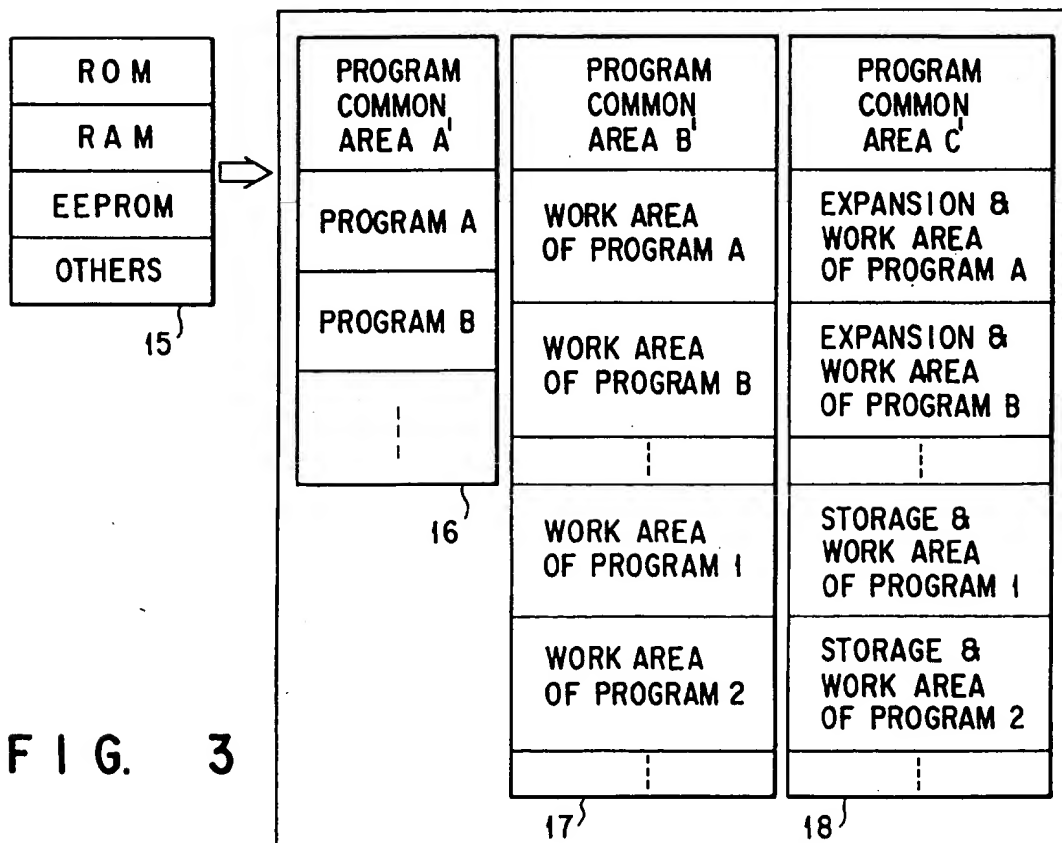 ROM
RAM
EEPROM
OTHERS
15
PROGRAM
COMMON
AREA A'
PROGRAM A
PROGRAM B
16
PROGRAM
COMMON
AREA B'
WORK AREA
OF PROGRAM A
WORK AREA
OF PROGRAM B
WORK AREA
OF PROGRAM 1
WORK AREA
OF PROGRAM 2
17
PROGRAM
COMMON
AREA C'
EXPANSION &
WORK AREA
OF PROGRAM A
EXPANSION &
WORK AREA
OF PROGRAM B
STORAGE &
WORK AREA
OF PROGRAM 1
STORAGE &
WORK AREA
OF PROGRAM 2
18
FIG. 3